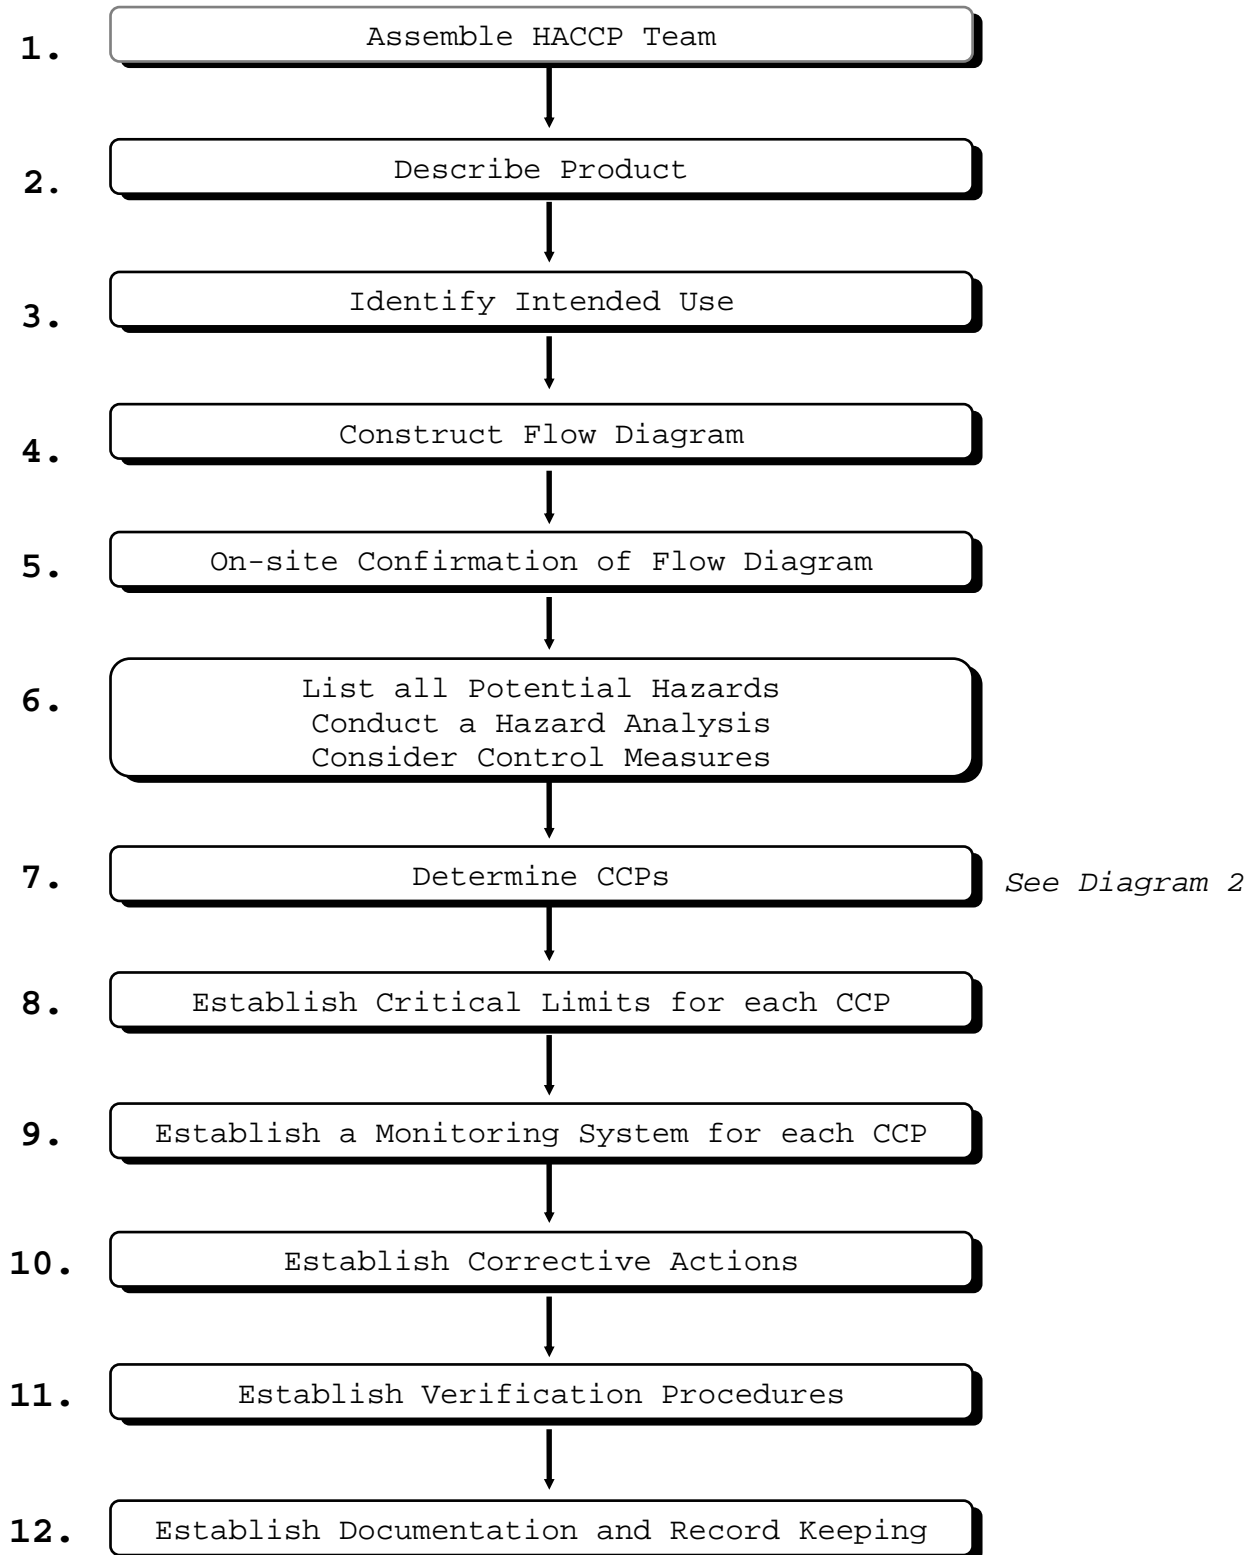 1. Assemble HACCP Team
2. Describe Product
3. Identify Intended Use
4. Construct Flow Diagram
5. On-site Confirmation of Flow Diagram
6. List all Potential Hazards
Conduct a Hazard Analysis
Consider Control Measures
7. Determine CCPs See Diagram 2
8. Establish Critical Limits for each CCP
9. Establish a Monitoring System for each CCP
10. Establish Corrective Actions
11. Establish Verification Procedures
12. Establish Documentation and Record Keeping